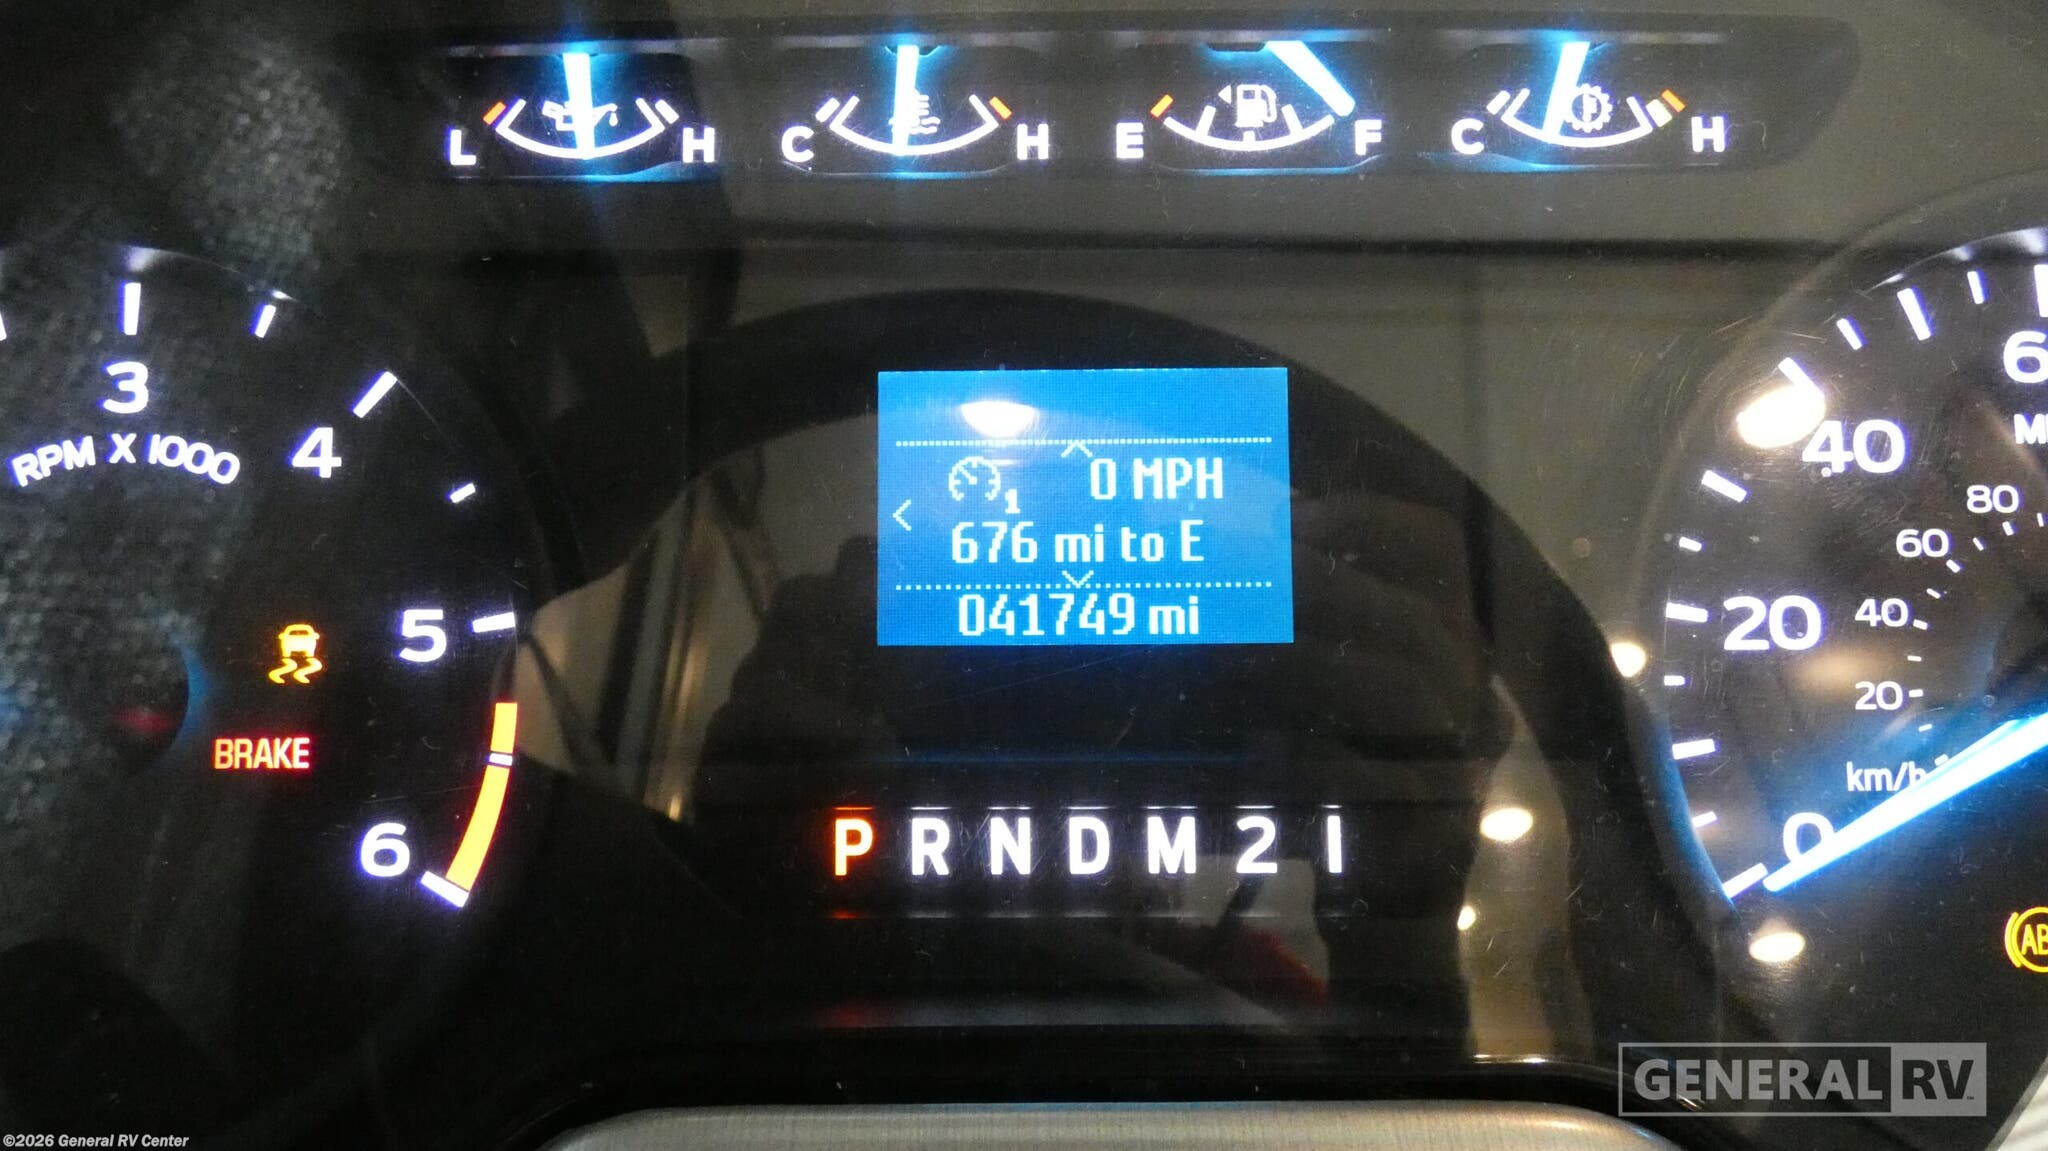 L H C H E F C H
3
RPM X 1000
4
5
BRAKE
6
1 0 MPH
676 mi to E
041749 mi
P R N D M 2 1
40
80
60
20 40
20
km/h
0
GENERAL RV
©2026 General RV Center